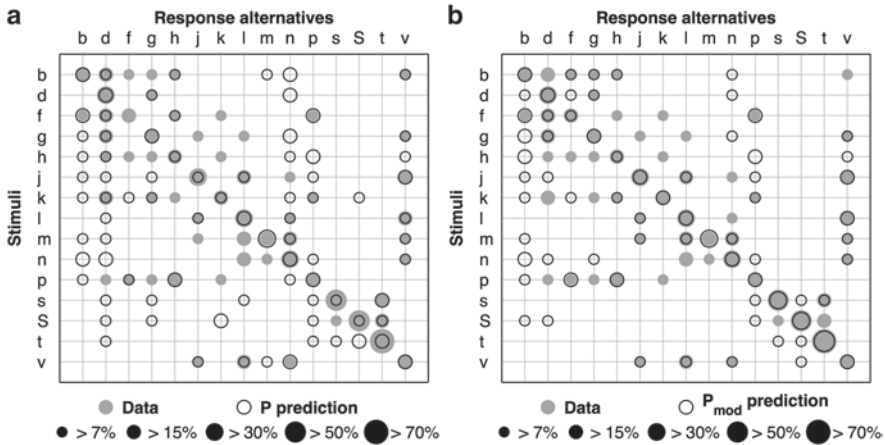 a
Response alternatives
b d f g h j k l m n p s S t v
Stimuli
b
d
f
g
h
j
k
l
m
n
p
s
S
t
v
Data P prediction
> 7% > 15% > 30% > 50% > 70%
b
Response alternatives
b d f g h j k l m n p s S t v
Stimuli
b
d
f
g
h
j
k
l
m
n
p
s
S
t
v
Data Pmod prediction
> 7% > 15% > 30% > 50% > 70%